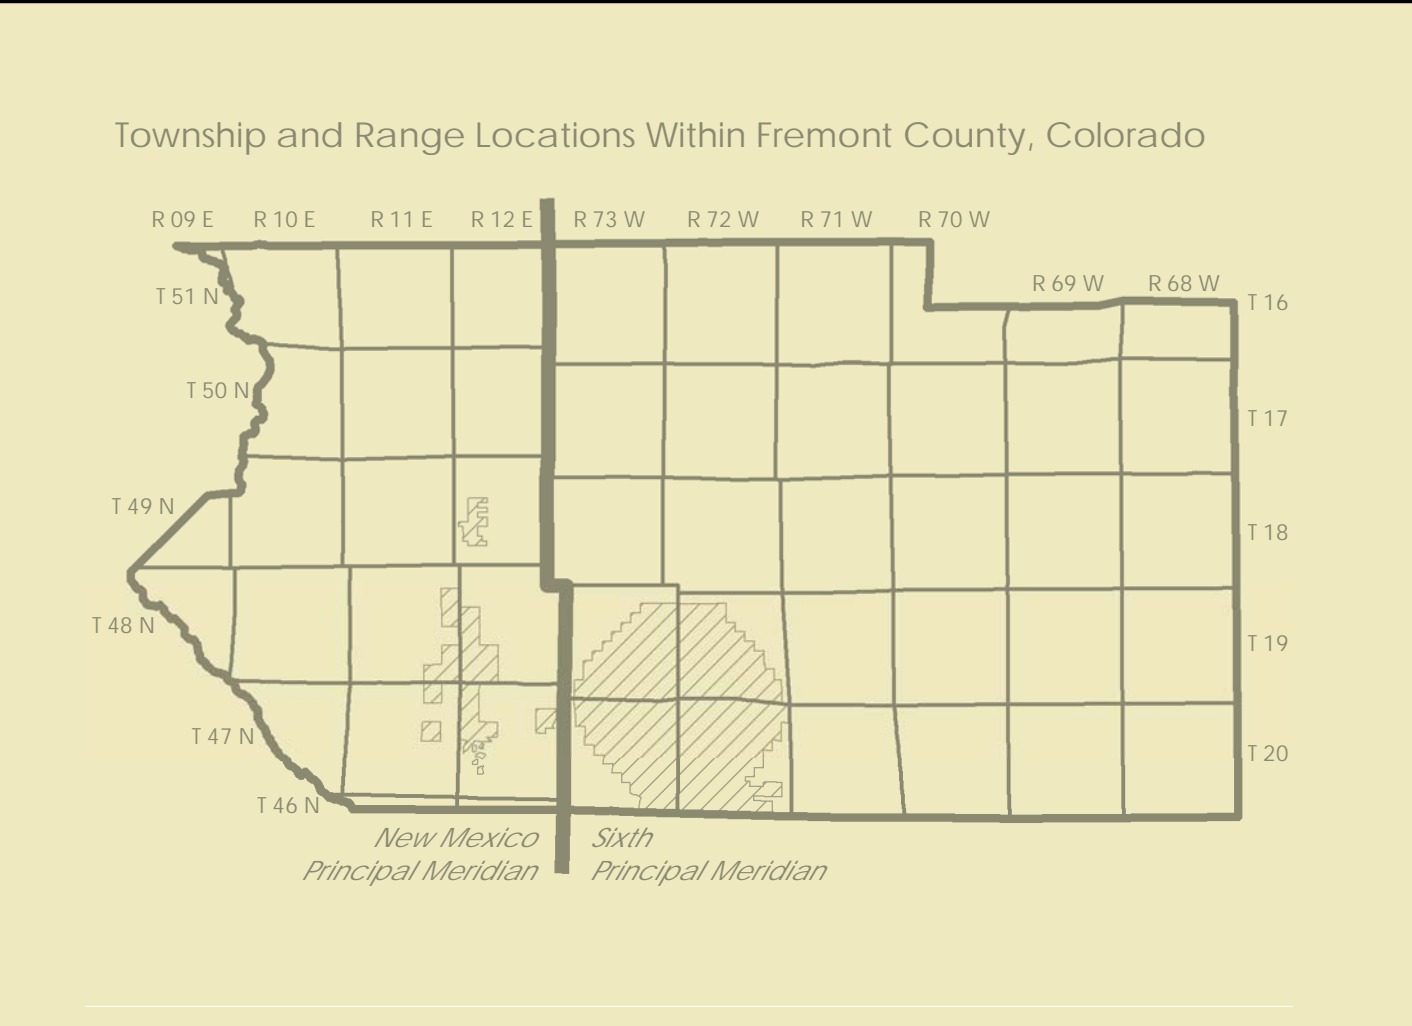 Township and Range Locations Within Fremont County, Colorado
R 09 E R 10 E R 11 E R 12 E R 73 W R 72 W R 71 W R 70 W
R 69 W R 68 W
T 51 N
T 16
T 50 N
T 17
T 49 N
T 18
T 48 N
T 19
T 47 N
T 20
T 46 N
New Mexico
Principal Meridian
Sixth
Principal Meridian